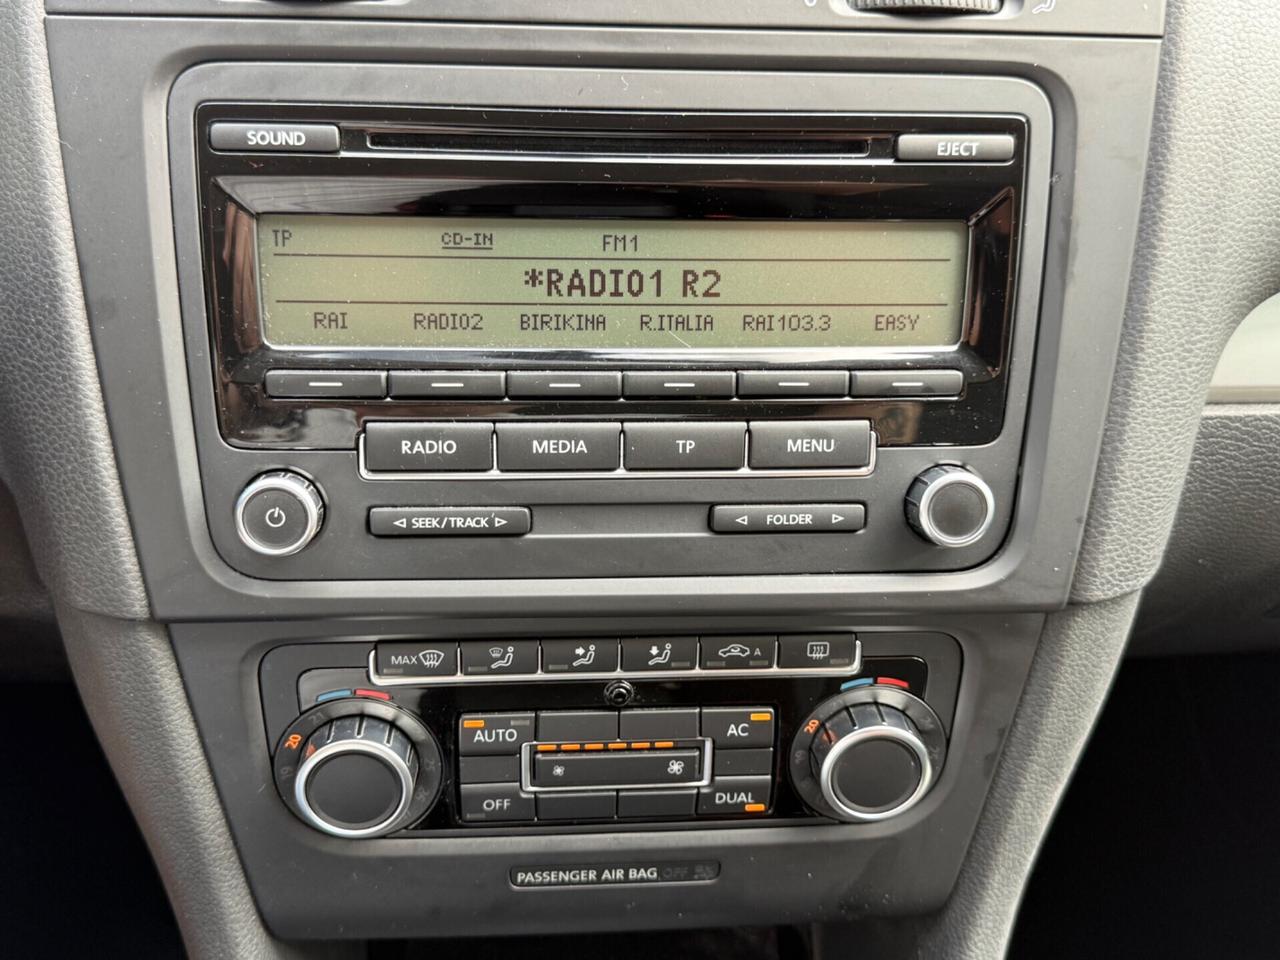 SOUND
EJECT
TP CD-IN FM1
*RADIO1 R2
RAI RADIO2 BIRIKINA R.ITALIA RAI103.3 EASY
RADIO MEDIA TP MENU
SEEK/TRACK FOLDER
MAX A
20 20
AUTO AC
OFF DUAL
PASSENGER AIR BAG OFF